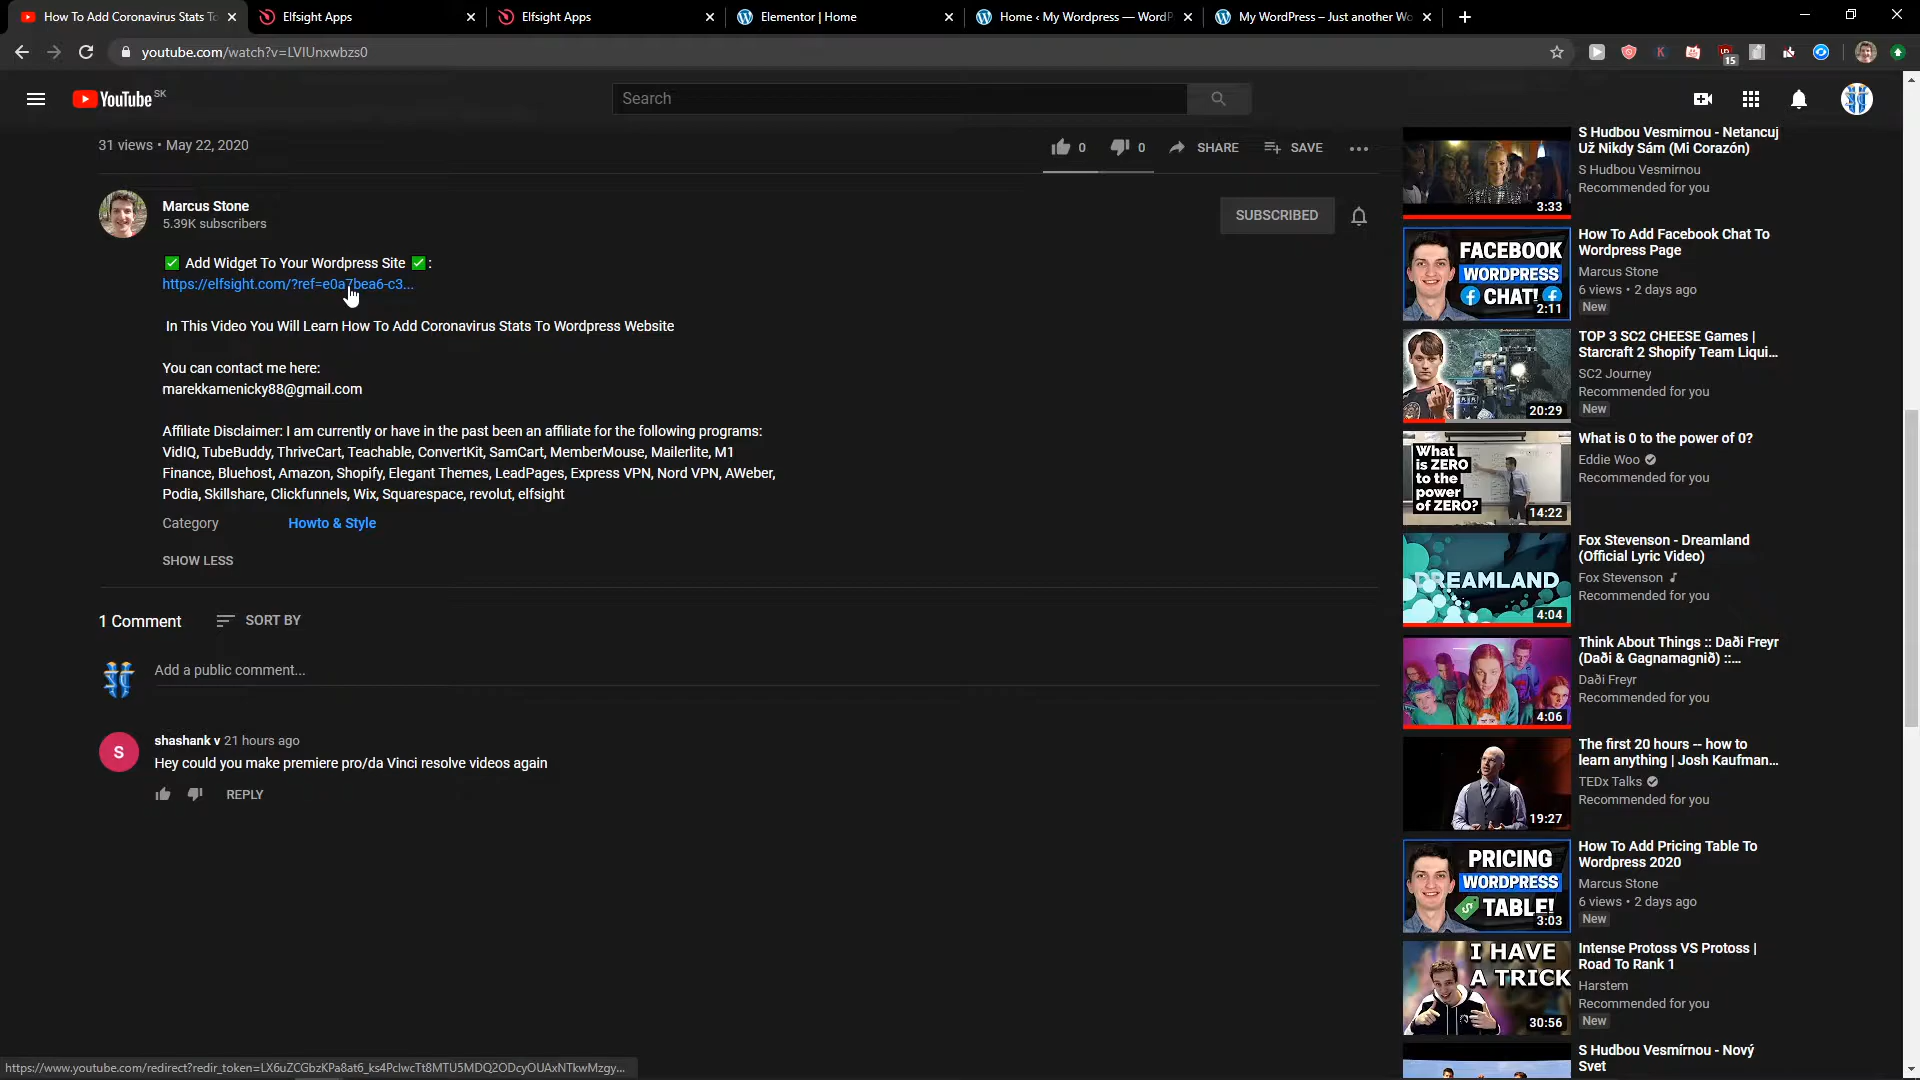 How To Add Coronavirus Stats To
Elfsight Apps
Elfsight Apps
Elementor | Home
Home ‹ My Wordpress — WordP
My WordPress – Just another Wo
youtube.com/watch?v=LVIUnxwbzs0
15
YouTube SK
Search
31 views • May 22, 2020
0
0
SHARE
SAVE
Marcus Stone
5.39K subscribers
SUBSCRIBED
✅ Add Widget To Your Wordpress Site ✅ :
https://elfsight.com/?ref=e0a7bea6-c3...
In This Video You Will Learn How To Add Coronavirus Stats To Wordpress Website
You can contact me here:
marekkamenicky88@gmail.com
Affiliate Disclaimer: I am currently or have in the past been an affiliate for the following programs:
VidIQ, TubeBuddy, ThriveCart, Teachable, ConvertKit, SamCart, MemberMouse, Mailerlite, M1
Finance, Bluehost, Amazon, Shopify, Elegant Themes, LeadPages, Express VPN, Nord VPN, AWeber,
Podia, Skillshare, Clickfunnels, Wix, Squarespace, revolut, elfsight
Category
Howto & Style
SHOW LESS
1 Comment
SORT BY
Add a public comment...
S
shashank v 21 hours ago
Hey could you make premiere pro/da Vinci resolve videos again
REPLY
S Hudbou Vesmirnou - Netancuj
Už Nikdy Sám (Mi Corazón)
S Hudbou Vesmirnou
Recommended for you
3:33
FACEBOOK
WORDPRESS
CHAT!
2:11
How To Add Facebook Chat To
Wordpress Page
Marcus Stone
6 views • 2 days ago
New
TOP 3 SC2 CHEESE Games |
Starcraft 2 Shopify Team Liqui...
SC2 Journey
Recommended for you
New
20:29
What
is ZERO
to the
power
of ZERO?
14:22
What is 0 to the power of 0?
Eddie Woo
Recommended for you
DREAMLAND
4:04
Fox Stevenson - Dreamland
(Official Lyric Video)
Fox Stevenson
Recommended for you
4:06
Think About Things :: Daði Freyr
(Daði & Gagnamagnið) ::...
Daði Freyr
Recommended for you
19:27
The first 20 hours -- how to
learn anything | Josh Kaufman...
TEDx Talks
Recommended for you
PRICING
WORDPRESS
TABLE!
3:03
How To Add Pricing Table To
Wordpress 2020
Marcus Stone
6 views • 2 days ago
New
I HAVE
A TRICK
30:56
Intense Protoss VS Protoss |
Road To Rank 1
Harstem
Recommended for you
New
S Hudbou Vesmírnou - Nový
Svet